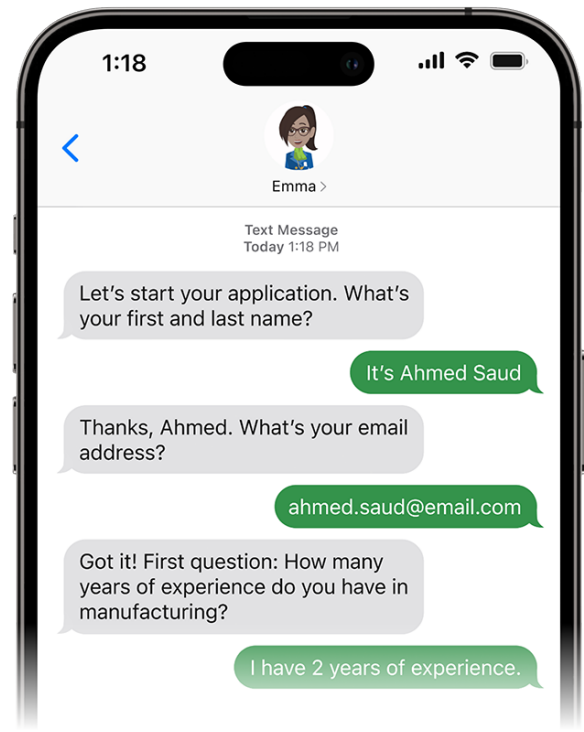 1:18
Emma >
Text Message
Today 1:18 PM
Let’s start your application. What’s
your first and last name?
It’s Ahmed Saud
Thanks, Ahmed. What’s your email
address?
ahmed.saud@email.com
Got it! First question: How many
years of experience do you have in
manufacturing?
I have 2 years of experience.